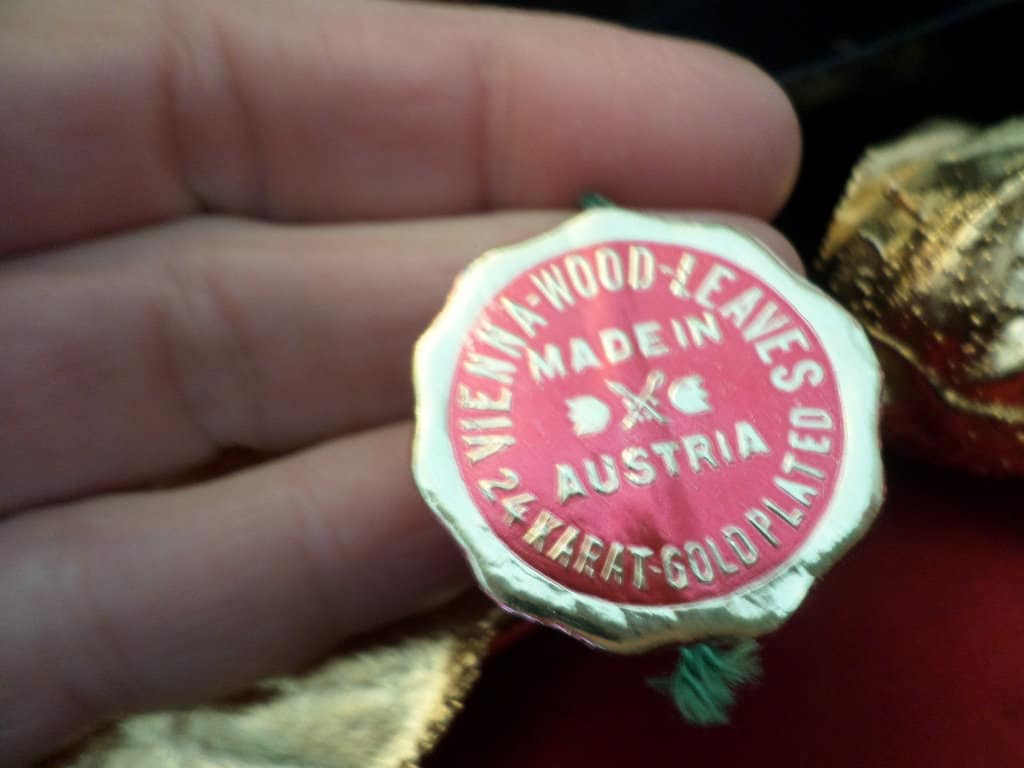 VIENNA-WOOD-LEAVES
MADE IN
AUSTRIA
24 KARAT-GOLD PLATED